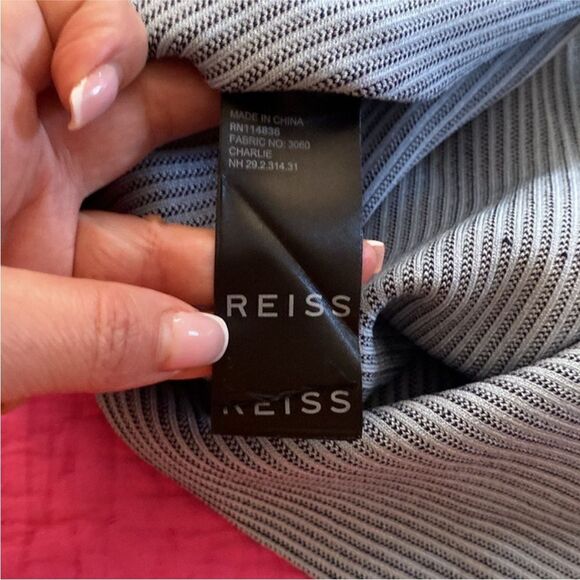 MADE IN CHINA
RN114836
FABRIC NO: 3060
CHARLIE
NH 29.2.314.31
REISS
REISS